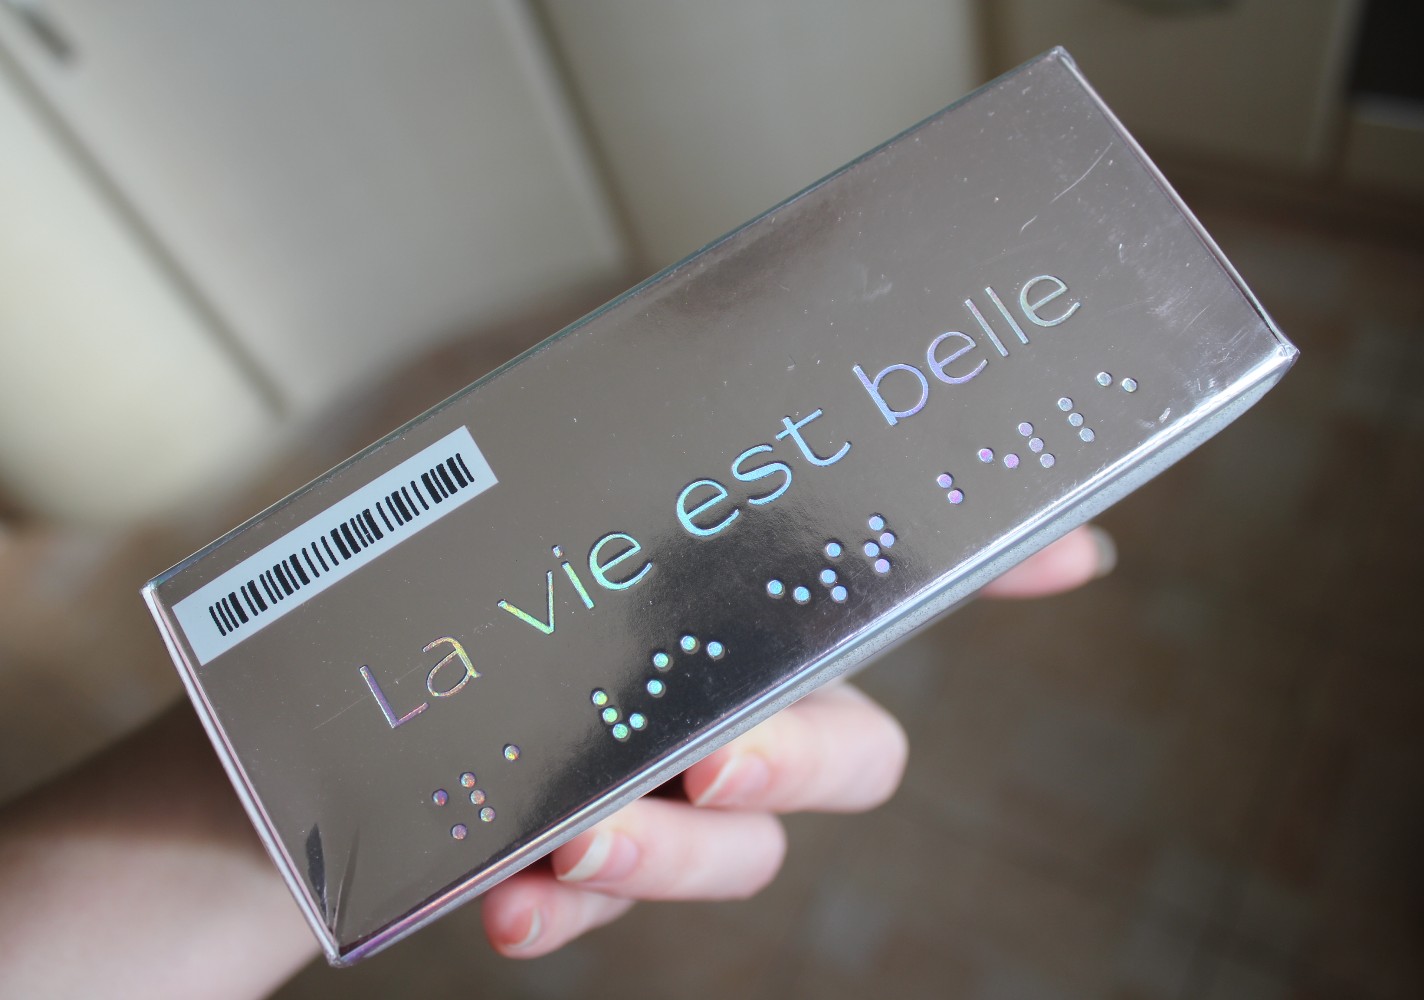 La vie est belle
⠨⠇⠁ ⠧⠊⠑ ⠑⠎⠞ ⠃⠑⠇⠇⠑